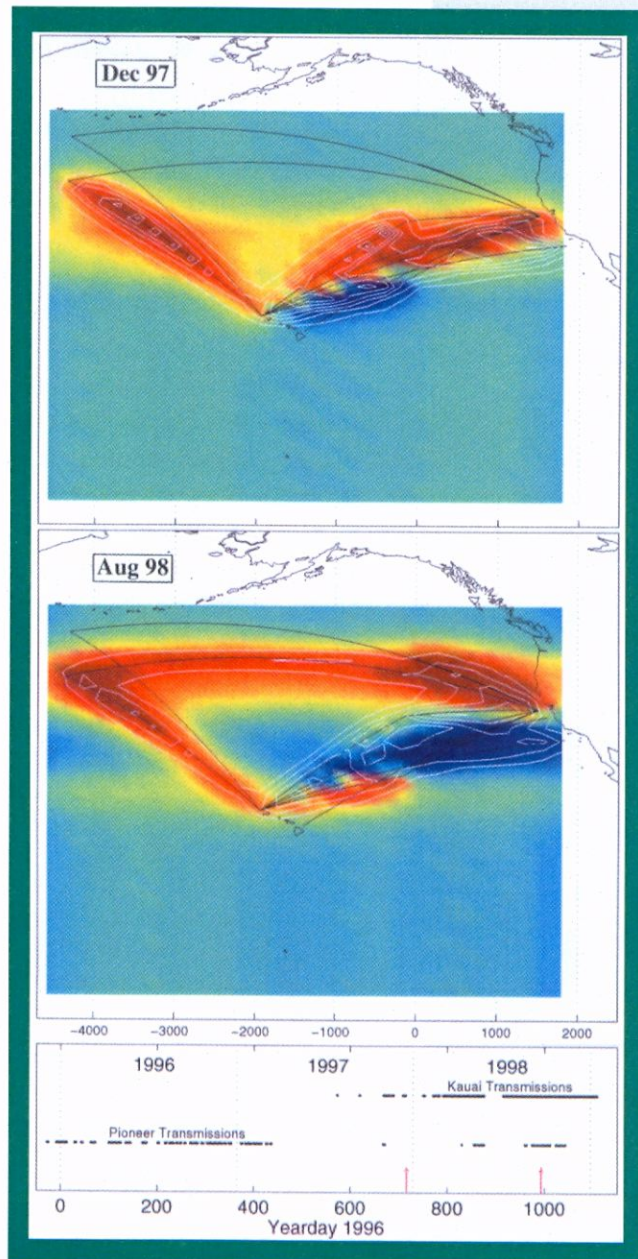 Dec 97
Aug 98
−4000 −3000 −2000 −1000 0 1000 2000
1996 1997 1998
Kauai Transmissions
Pioneer Transmissions
0 200 400 600 800 1000
Yearday 1996